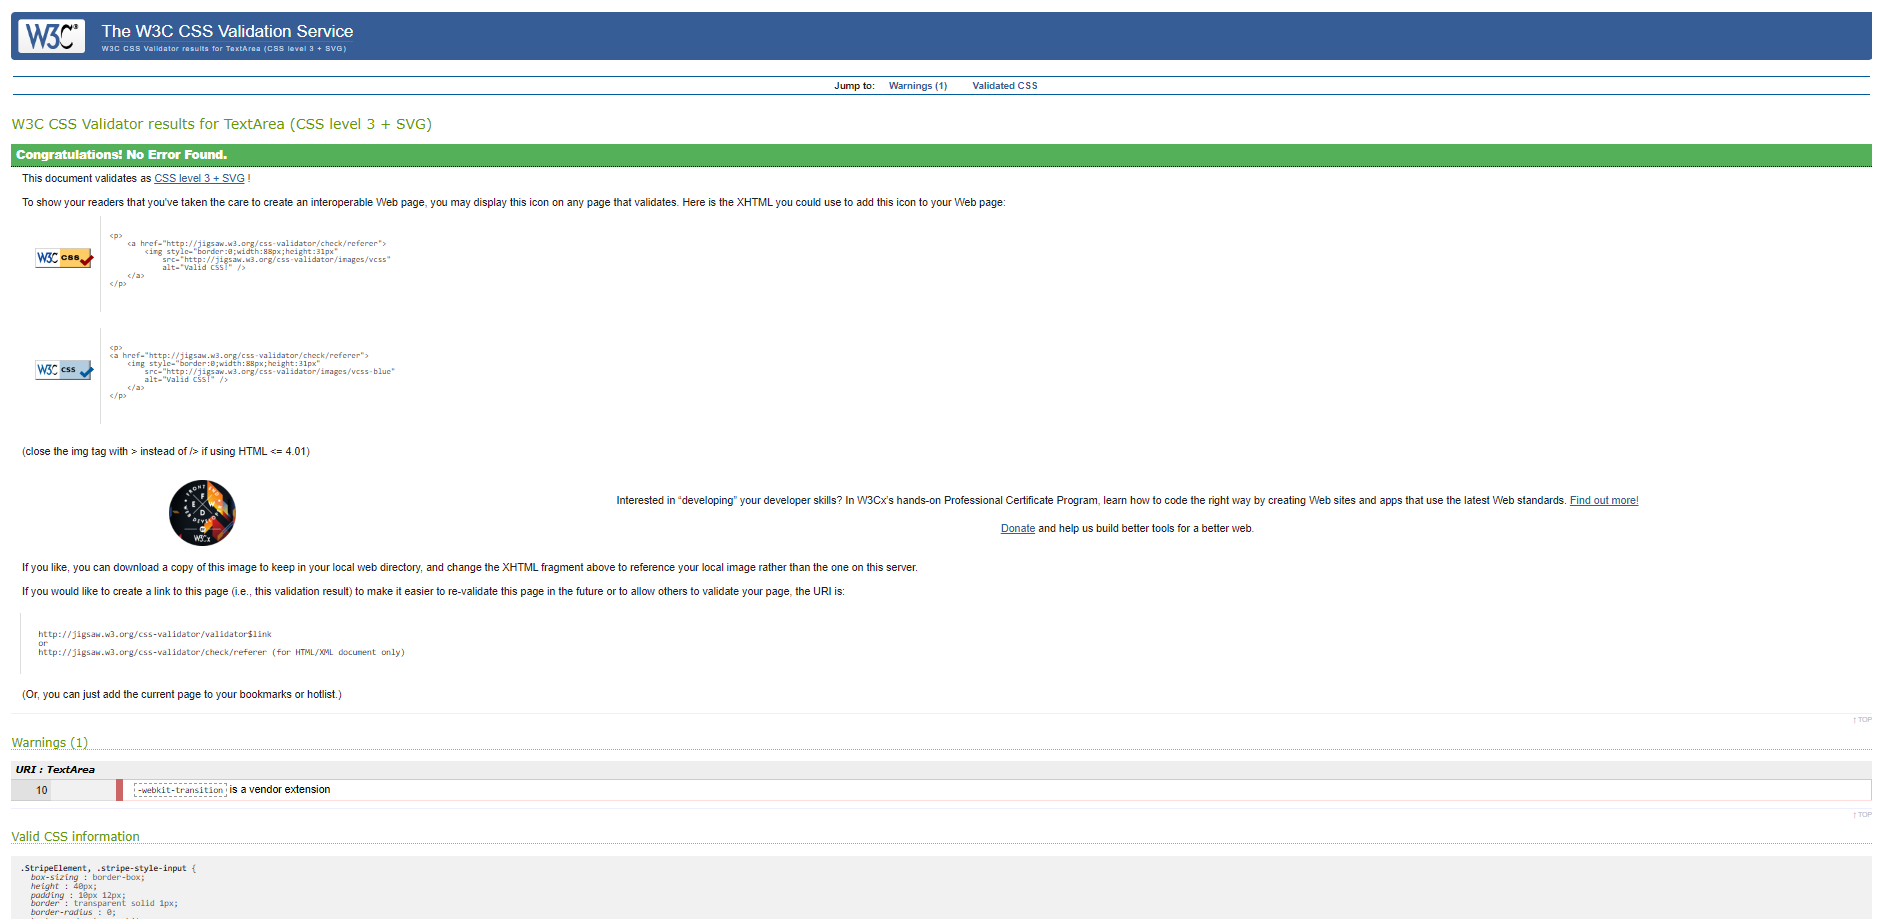 W3C®
The W3C CSS Validation Service
W3C CSS Validator results for TextArea (CSS level 3 + SVG)
Jump to: Warnings (1) Validated CSS
W3C CSS Validator results for TextArea (CSS level 3 + SVG)
Congratulations! No Error Found.
This document validates as CSS level 3 + SVG !
To show your readers that you've taken the care to create an interoperable Web page, you may display this icon on any page that validates. Here is the XHTML you could use to add this icon to your Web page:
W3C css
<p>
<a href="http://jigsaw.w3.org/css-validator/check/referer">
<img style="border:0;width:88px;height:31px"
src="http://jigsaw.w3.org/css-validator/images/vcss"
alt="Valid CSS!" />
</a>
</p>
W3C css
<p>
<a href="http://jigsaw.w3.org/css-validator/check/referer">
<img style="border:0;width:88px;height:31px"
src="http://jigsaw.w3.org/css-validator/images/vcss-blue"
alt="Valid CSS!" />
</a>
</p>
(close the img tag with > instead of /> if using HTML <= 4.01)
W3Cx
Interested in “developing” your developer skills? In W3Cx's hands-on Professional Certificate Program, learn how to code the right way by creating Web sites and apps that use the latest Web standards. Find out more!
Donate and help us build better tools for a better web.
If you like, you can download a copy of this image to keep in your local web directory, and change the XHTML fragment above to reference your local image rather than the one on this server.
If you would like to create a link to this page (i.e., this validation result) to make it easier to re-validate this page in the future or to allow others to validate your page, the URI is:
http://jigsaw.w3.org/css-validator/validator$link
or
http://jigsaw.w3.org/css-validator/check/referer (for HTML/XML document only)
(Or, you can just add the current page to your bookmarks or hotlist.)
↑ TOP
Warnings (1)
URI : TextArea
10 -webkit-transition is a vendor extension
↑ TOP
Valid CSS information
.StripeElement, .stripe-style-input {
box-sizing : border-box;
height : 40px;
padding : 10px 12px;
border : transparent solid 1px;
border-radius : 0;